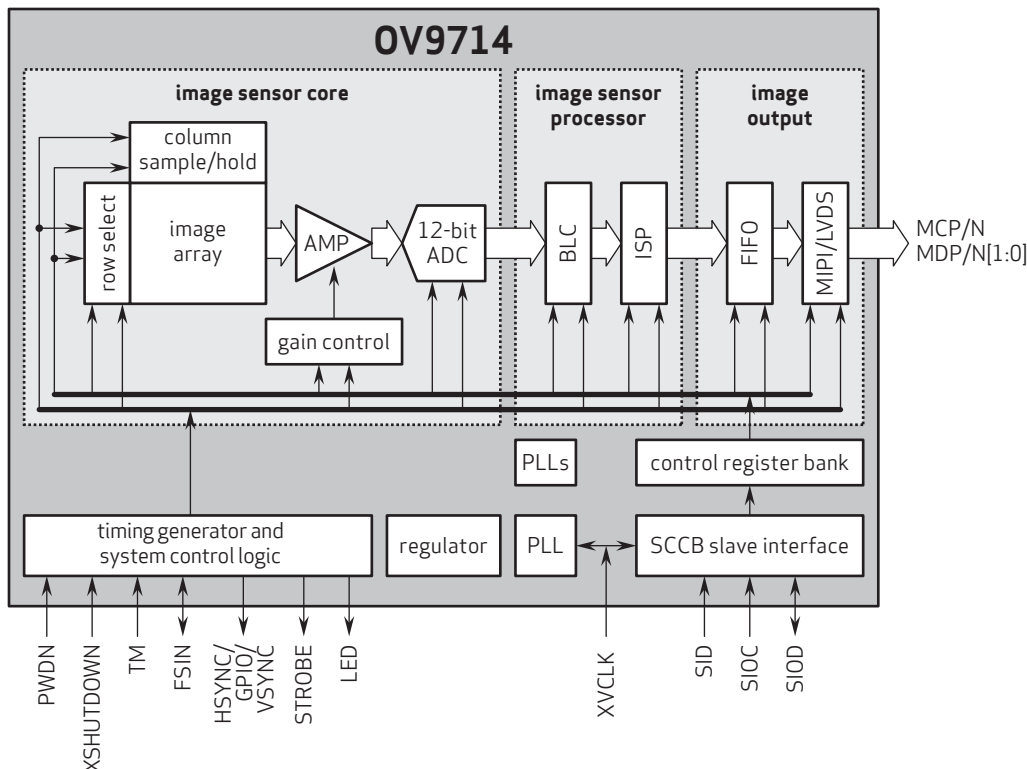 OV9714
image sensor core
image sensor
processor
image
output
column
sample/hold
row select
image
array
AMP
12-bit
ADC
BLC
ISP
FIFO
MIPI/LVDS
MCP/N
MDP/N[1:0]
gain control
PLLs
control register bank
timing generator and
system control logic
regulator
PLL
SCCB slave interface
PWDN
XSHUTDOWN
TM
FSIN
HSYNC/
GPIO/
VSYNC
STROBE
LED
XVCLK
SID
SIOC
SIOD